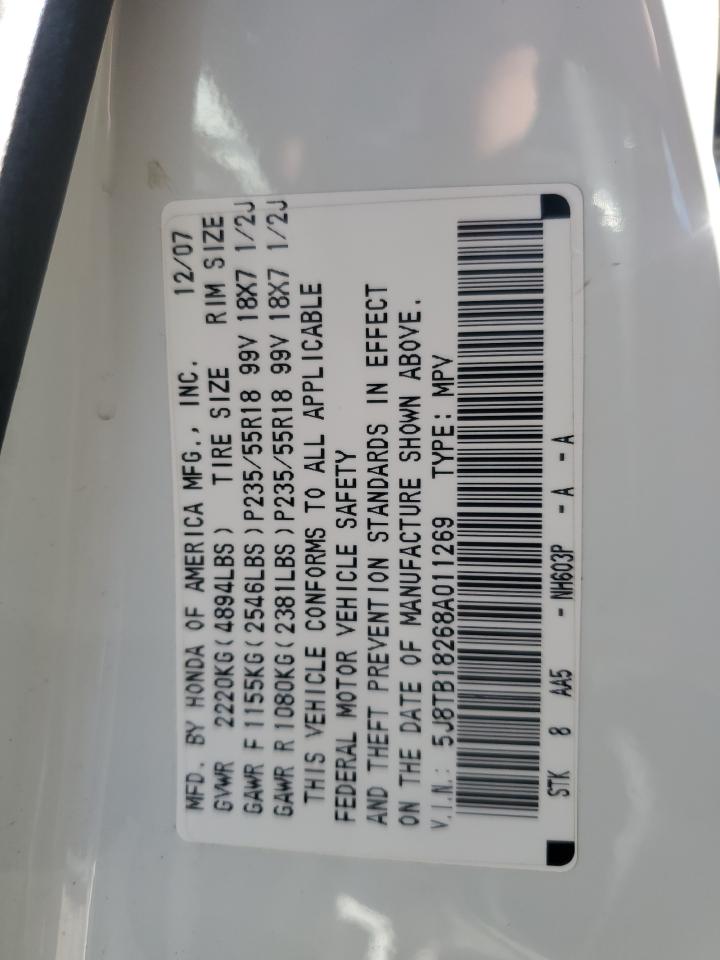 MFD. BY HONDA OF AMERICA MFG., INC. 12/07
GVWR 2220KG(4894LBS) TIRE SIZE RIM SIZE
GAWR F 1155KG(2546LBS)P235/55R18 99V 18X7 1/2J
GAWR R 1080KG(2381LBS)P235/55R18 99V 18X7 1/2J
THIS VEHICLE CONFORMS TO ALL APPLICABLE
FEDERAL MOTOR VEHICLE SAFETY
AND THEFT PREVENTION STANDARDS IN EFFECT
ON THE DATE OF MANUFACTURE SHOWN ABOVE.
V.I.N.: 5J8TB18268A011269 TYPE: MPV
STK 8 AA5 - NH603P - A - A